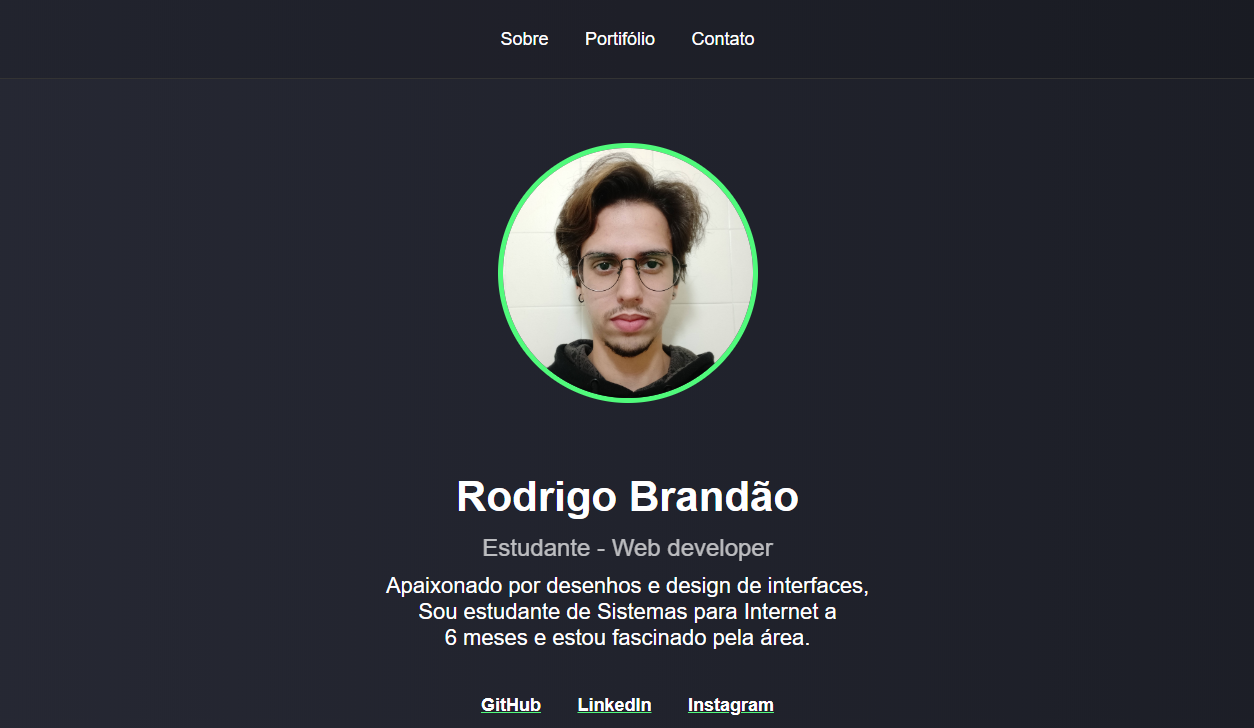 Sobre Portifólio Contato
Rodrigo Brandão
Estudante - Web developer
Apaixonado por desenhos e design de interfaces,
Sou estudante de Sistemas para Internet a
6 meses e estou fascinado pela área.
GitHub LinkedIn Instagram